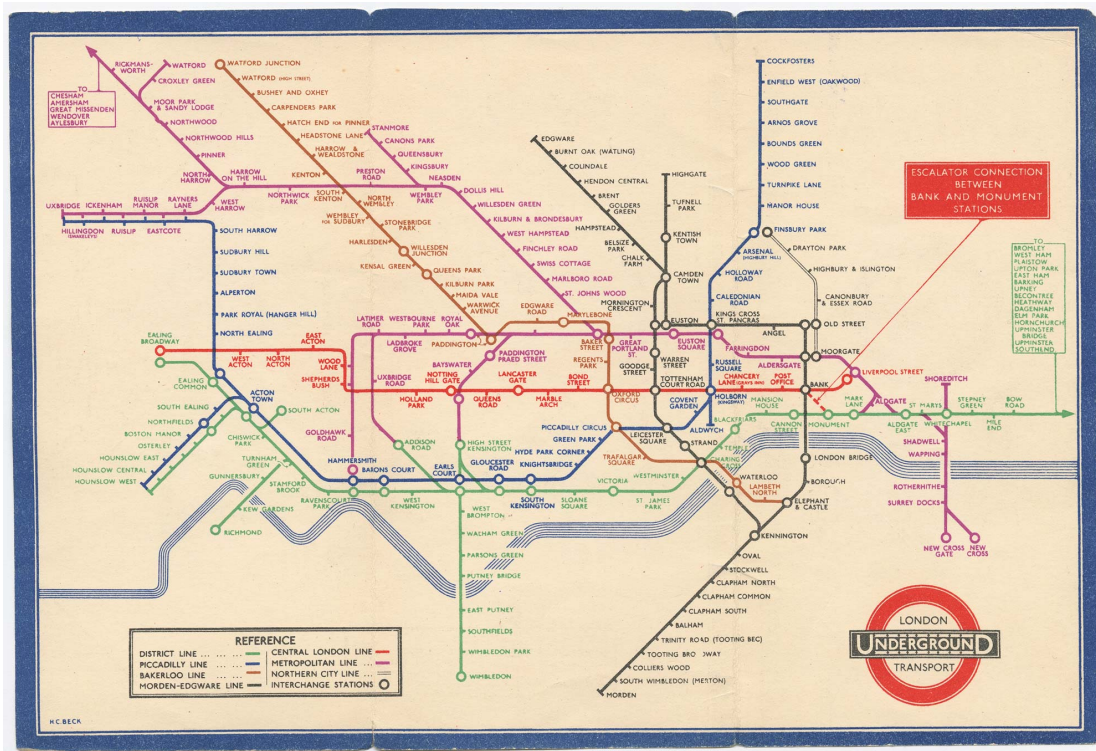 RICKMANS-
WORTH
WATFORD
CROXLEY GREEN
TO
CHESHAM
AMERSHAM
GREAT MISSENDEN
WENDOVER
AYLESBURY
MOOR PARK
& SANDY LODGE
NORTHWOOD
NORTHWOOD HILLS
PINNER
NORTH
HARROW
HARROW
ON THE HILL
WEST
HARROW
UXBRIDGE
ICKENHAM
RUISLIP
MANOR
RAYNERS
LANE
HILLINGDON
(SWAKELEYS)
RUISLIP
EASTCOTE
NORTHWICK
PARK
PRESTON
ROAD
WEMBLEY
PARK
NEASDEN
WATFORD JUNCTION
WATFORD (HIGH STREET)
BUSHEY AND OXHEY
CARPENDERS PARK
HATCH END FOR PINNER
HEADSTONE LANE
HARROW &
WEALDSTONE
KENTON
SOUTH
KENTON
NORTH
WEMBLEY
WEMBLEY
FOR SUDBURY
STONEBRIDGE
PARK
HARLESDEN
WILLESDEN
JUNCTION
KENSAL GREEN
QUEENS PARK
KILBURN PARK
MAIDA VALE
WARWICK
AVENUE
PADDINGTON
EDGWARE
ROAD
MARYLEBONE
BAKER
STREET
REGENTS
PARK
STANMORE
CANONS PARK
QUEENSBURY
KINGSBURY
DOLLIS HILL
WILLESDEN GREEN
KILBURN & BRONDESBURY
WEST HAMPSTEAD
FINCHLEY ROAD
SWISS COTTAGE
MARLBORO ROAD
ST. JOHNS WOOD
EDGWARE
BURNT OAK (WATLING)
COLINDALE
HENDON CENTRAL
BRENT
GOLDERS
GREEN
HAMPSTEAD
BELSIZE
PARK
CHALK
FARM
HIGHGATE
TUFNELL
PARK
KENTISH
TOWN
CAMDEN
TOWN
MORNINGTON
CRESCENT
EUSTON
COCKFOSTERS
ENFIELD WEST (OAKWOOD)
SOUTHGATE
ARNOS GROVE
BOUNDS GREEN
WOOD GREEN
TURNPIKE LANE
MANOR HOUSE
FINSBURY PARK
ARSENAL
(HIGHBURY HILL)
DRAYTON PARK
HOLLOWAY
ROAD
HIGHBURY & ISLINGTON
CALEDONIAN
ROAD
CANONBURY
& ESSEX ROAD
KINGS CROSS
ST. PANCRAS
ANGEL
OLD STREET
MOORGATE
ESCALATOR CONNECTION
BETWEEN
BANK AND MONUMENT
STATIONS
TO
BROMLEY
WEST HAM
PLAISTOW
UPTON PARK
EAST HAM
BARKING
UPNEY
BECONTREE
HEATHWAY
DAGENHAM
ELM PARK
HORNCHURCH
UPMINSTER
BRIDGE
UPMINSTER
SOUTHEND
SOUTH HARROW
SUDBURY HILL
SUDBURY TOWN
ALPERTON
PARK ROYAL (HANGER HILL)
NORTH EALING
EALING
BROADWAY
WEST
ACTON
NORTH
ACTON
EAST
ACTON
WOOD
LANE
SHEPHERDS
BUSH
LATIMER
ROAD
LADBROKE
GROVE
WESTBOURNE
PARK
ROYAL
OAK
PADDINGTON
PRAED STREET
BAYSWATER
UXBRIDGE
ROAD
HOLLAND
PARK
NOTTING
HILL GATE
QUEENS
ROAD
LANCASTER
GATE
MARBLE
ARCH
BOND
STREET
OXFORD
CIRCUS
GREAT
PORTLAND
ST.
EUSTON
SQUARE
WARREN
STREET
GOODGE
STREET
TOTTENHAM
COURT ROAD
RUSSELL
SQUARE
HOLBORN
(KINGSWAY)
CHANCERY
LANE (GRAYS INN)
POST
OFFICE
BANK
FARRINGDON
ALDERSGATE
LIVERPOOL STREET
ALDGATE
SHOREDITCH
EALING
COMMON
ACTON
TOWN
SOUTH EALING
NORTHFIELDS
BOSTON MANOR
OSTERLEY
HOUNSLOW EAST
HOUNSLOW CENTRAL
HOUNSLOW WEST
SOUTH ACTON
CHISWICK
PARK
TURNHAM
GREEN
GUNNERSBURY
KEW GARDENS
RICHMOND
STAMFORD
BROOK
RAVENSCOURT
PARK
GOLDHAWK
ROAD
HAMMERSMITH
BARONS COURT
WEST
KENSINGTON
ADDISON
ROAD
HIGH STREET
KENSINGTON
EARLS
COURT
GLOUCESTER
ROAD
SOUTH
KENSINGTON
SLOANE
SQUARE
VICTORIA
ST. JAMES
PARK
WESTMINSTER
KNIGHTSBRIDGE
HYDE PARK CORNER
GREEN PARK
PICCADILLY CIRCUS
LEICESTER
SQUARE
COVENT
GARDEN
ALDWYCH
STRAND
TRAFALGAR
SQUARE
CHARING
CROSS
TEMPLE
BLACKFRIARS
MANSION
HOUSE
CANNON
STREET
MONUMENT
MARK
LANE
ALDGATE
EAST
ST MARYS
WHITECHAPEL
STEPNEY
GREEN
MILE
END
BOW
ROAD
SHADWELL
WAPPING
ROTHERHITHE
SURREY DOCKS
NEW CROSS
GATE
NEW
CROSS
WATERLOO
LAMBETH
NORTH
LONDON BRIDGE
BOROUGH
ELEPHANT
& CASTLE
KENNINGTON
OVAL
STOCKWELL
CLAPHAM NORTH
CLAPHAM COMMON
CLAPHAM SOUTH
BALHAM
TRINITY ROAD (TOOTING BEC)
TOOTING BRO DWAY
COLLIERS WOOD
SOUTH WIMBLEDON (MERTON)
MORDEN
WEST
BROMPTON
WALHAM GREEN
PARSONS GREEN
PUTNEY BRIDGE
EAST PUTNEY
SOUTHFIELDS
WIMBLEDON PARK
WIMBLEDON
REFERENCE
DISTRICT LINE
PICCADILLY LINE
BAKERLOO LINE
MORDEN-EDGWARE LINE
CENTRAL LONDON LINE
METROPOLITAN LINE
NORTHERN CITY LINE
INTERCHANGE STATIONS
LONDON
UNDERGROUND
TRANSPORT
H.C.BECK